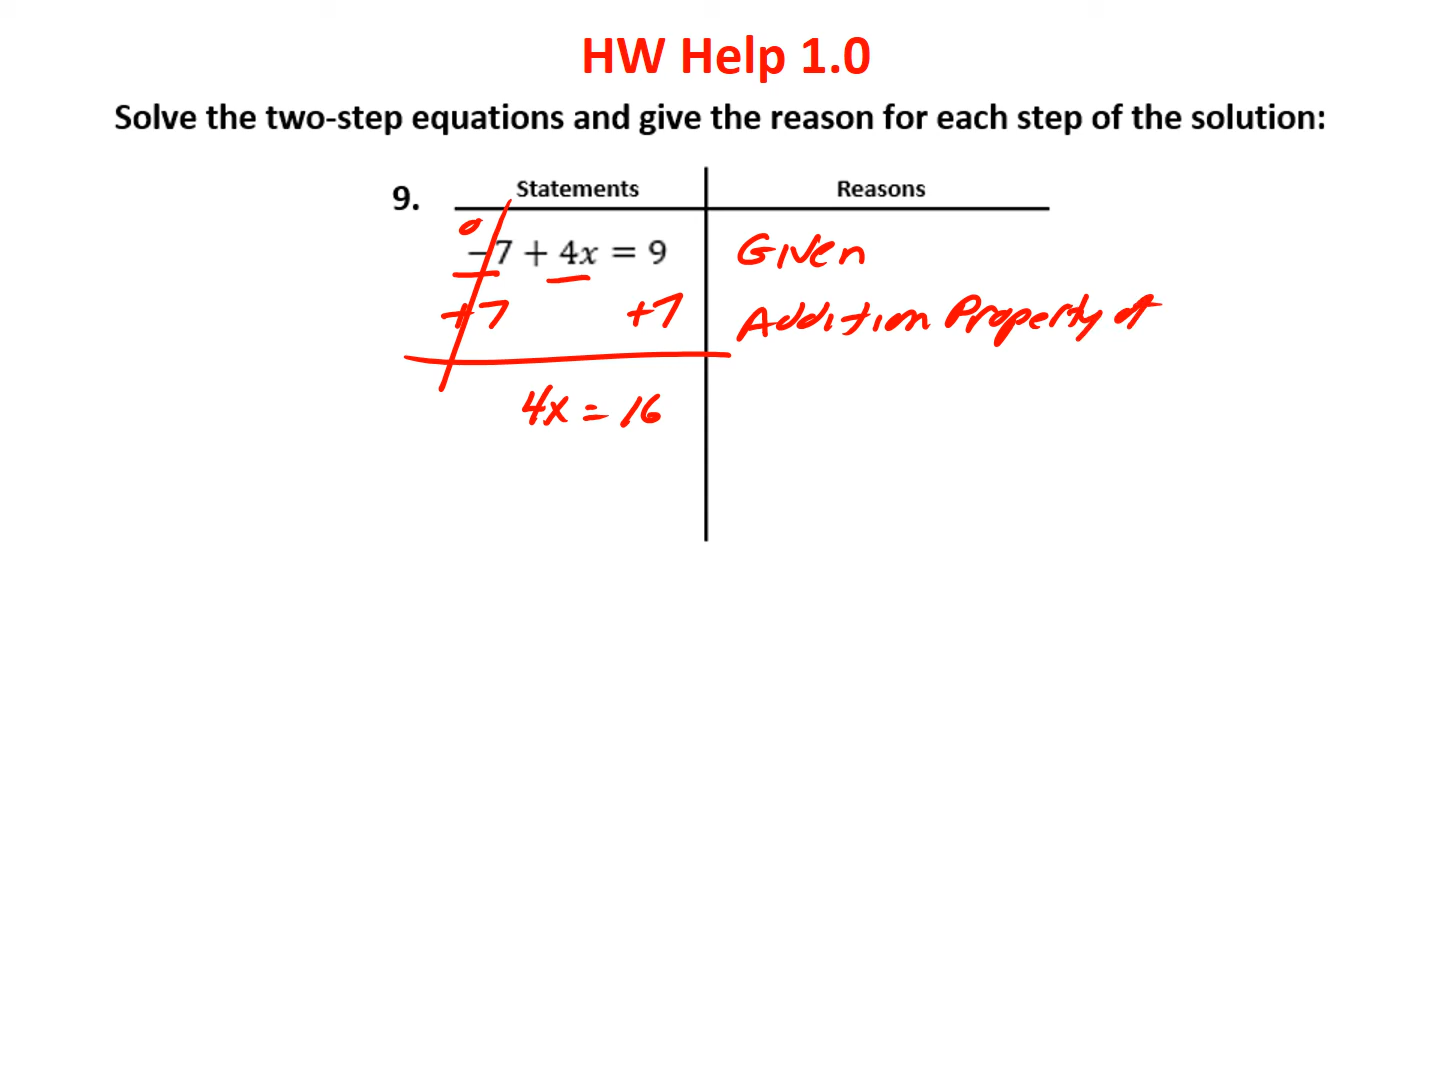 HW Help 1.0
Solve the two-step equations and give the reason for each step of the solution:
9.
Statements Reasons
0
−7 + 4x = 9 Given
+7 +7 Addition Property of
4x = 16